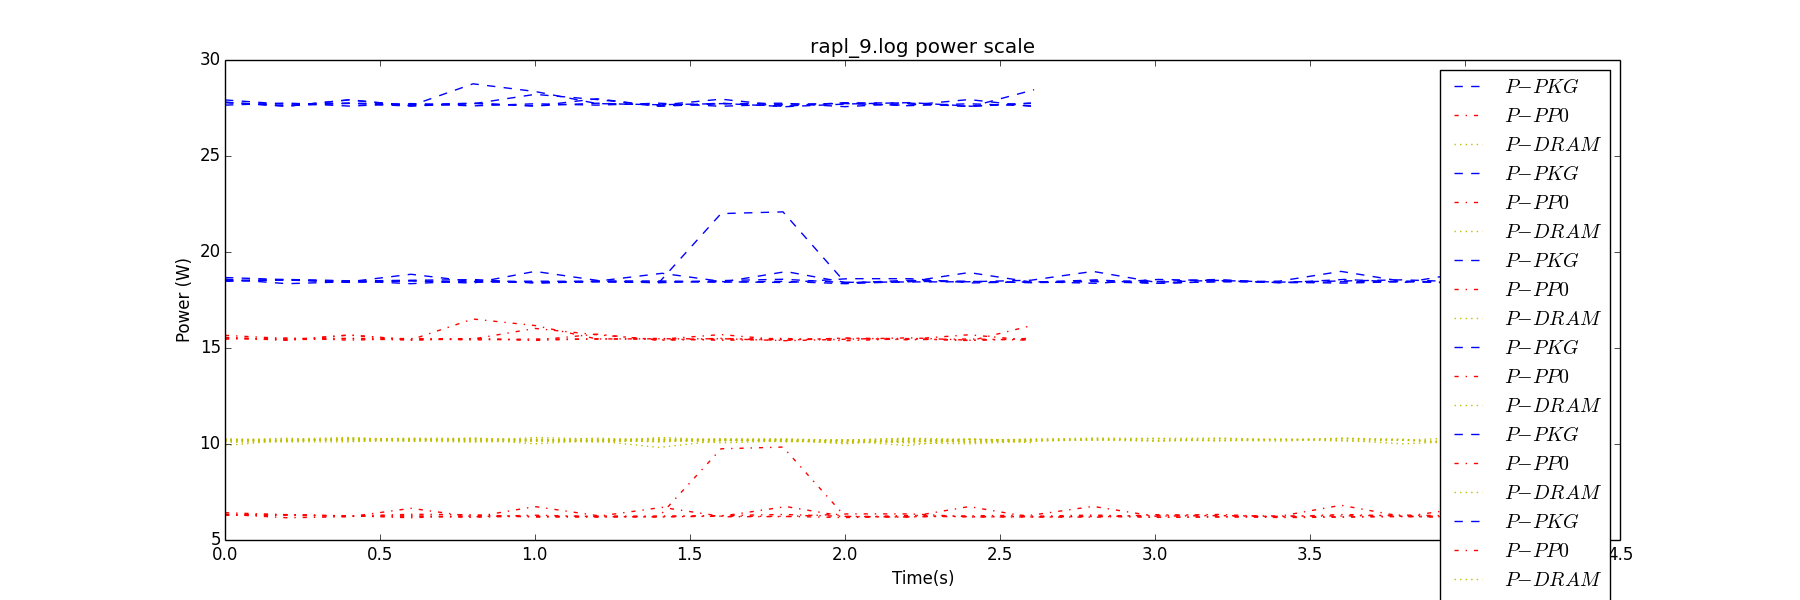 rapl_9.log power scale
30
25
20
15
10
5
Power (W)
0.0 0.5 1.0 1.5 2.0 2.5 3.0 3.5 4.5
Time(s)
P−PKG
P−PP0
P−DRAM
P−PKG
P−PP0
P−DRAM
P−PKG
P−PP0
P−DRAM
P−PKG
P−PP0
P−DRAM
P−PKG
P−PP0
P−DRAM
P−PKG
P−PP0
P−DRAM